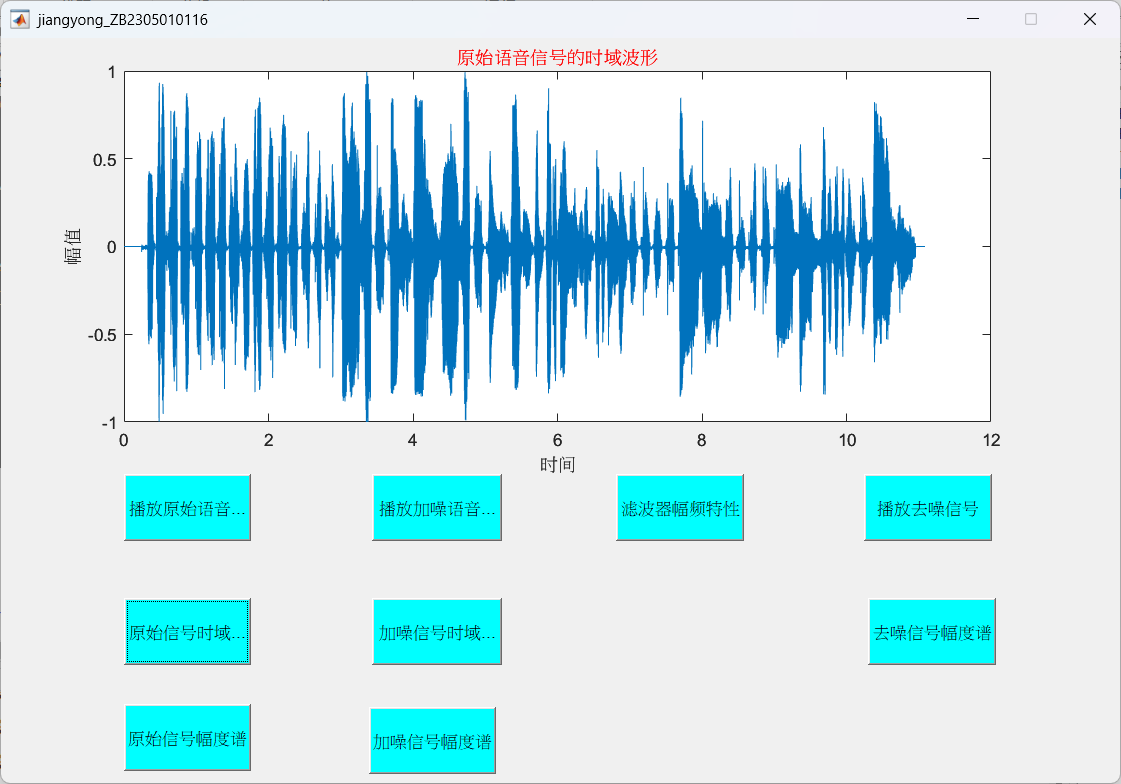 jiangyong_ZB2305010116
原始语音信号的时域波形
1
0.5
0
-0.5
-1
幅值
0 2 4 6 8 10 12
时间
播放原始语音... 播放加噪语音... 滤波器幅频特性 播放去噪信号
原始信号时域... 加噪信号时域... 去噪信号幅度谱
原始信号幅度谱 加噪信号幅度谱